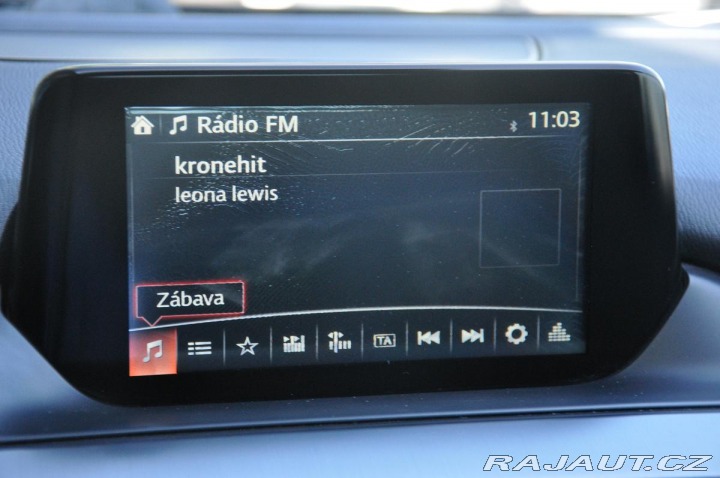 Rádio FM 11:03
kronehit
leona lewis
Zábava
TA
RAJAUT.CZ